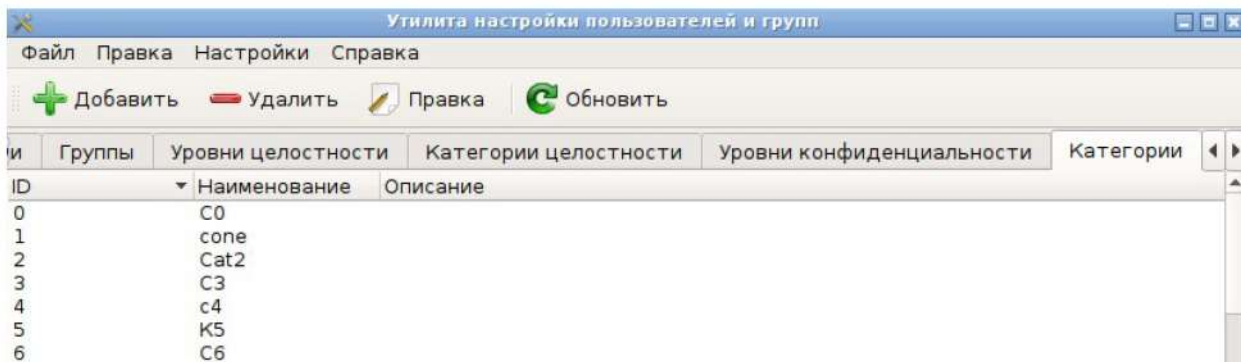 Утилита настройки пользователей и групп
Файл Правка Настройки Справка
Добавить Удалить Правка Обновить
и Группы Уровни целостности Категории целостности Уровни конфиденциальности Категории
ID Наименование Описание
0 C0
1 cone
2 Cat2
3 C3
4 c4
5 K5
6 C6